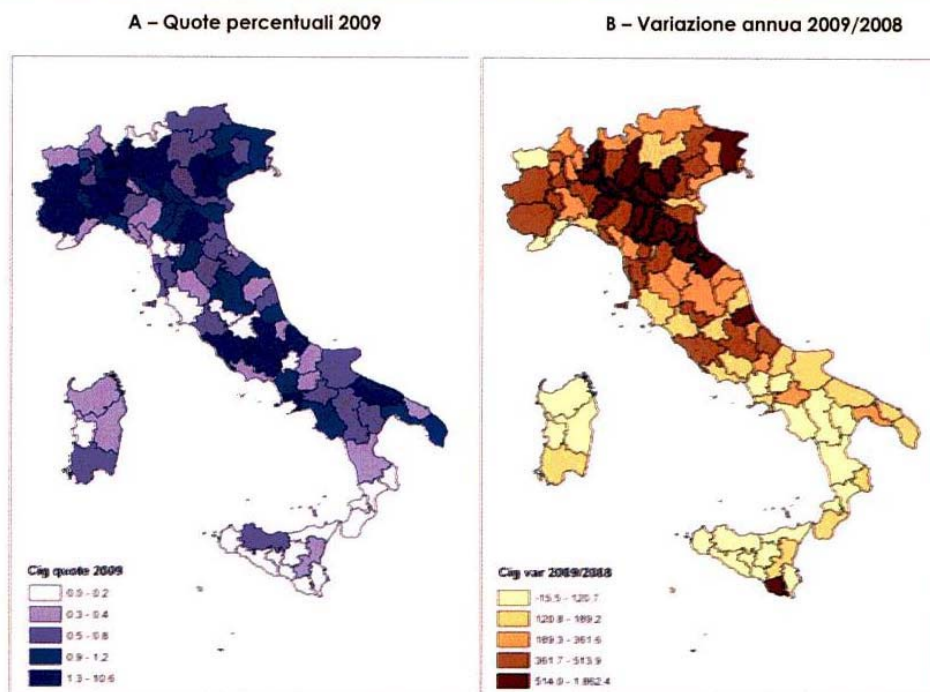 A – Quote percentuali 2009
B – Variazione annua 2009/2008
Cig quote 2009
0.0 - 0.2
0.3 - 0.4
0.5 - 0.8
0.9 - 1.2
1.3 - 10.6
Cig var 2009/2008
-15.5 - 120.7
120.8 - 189.2
189.3 - 361.6
361.7 - 513.9
514.0 - 1.862.4